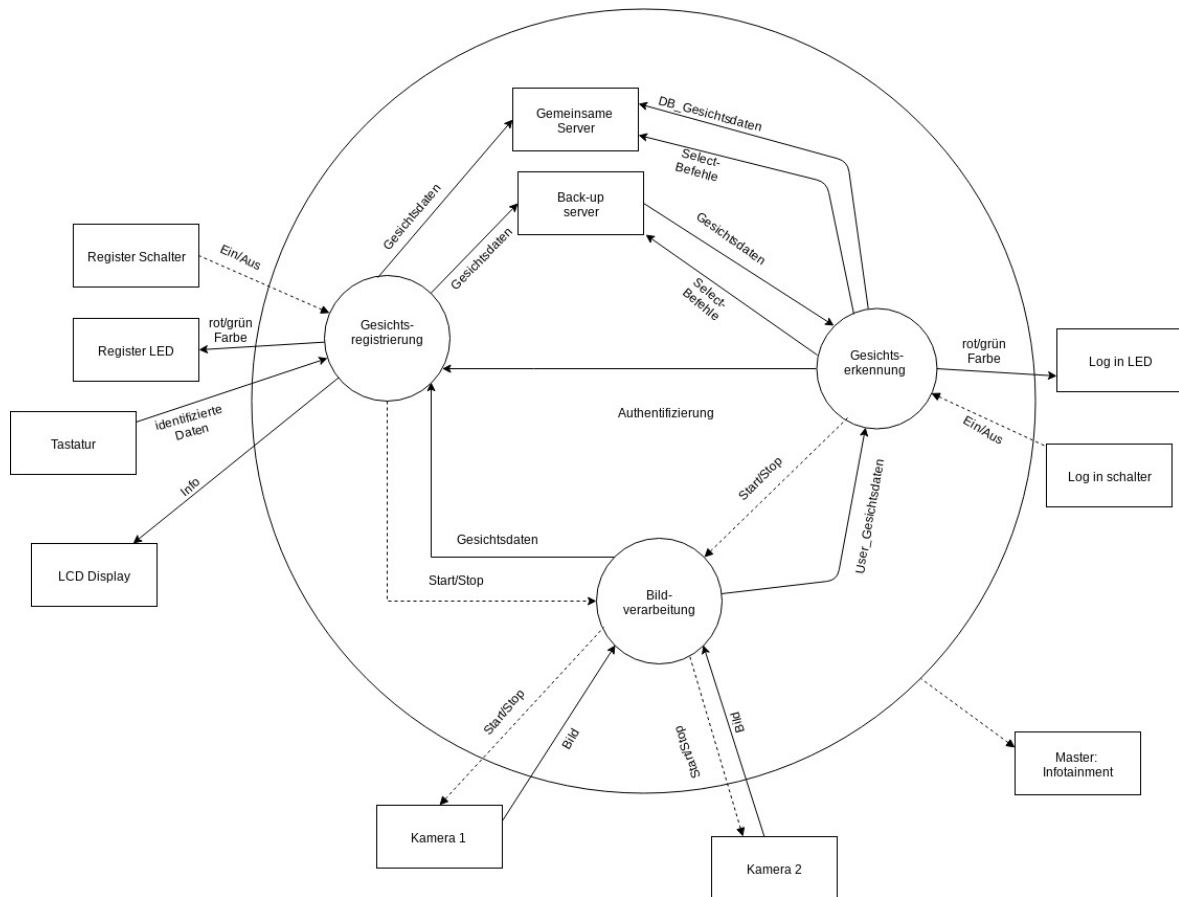 Gemeinsame
Server
DB_Gesichtsdaten
Select-
Befehle
Back-up
server
Gesichtsdaten
Gesichtsdaten
Gesichtsdaten
Select-
Befehle
Register Schalter
Ein/Aus
Gesichts-
registrierung
rot/grün
Farbe
Register LED
Gesichts-
erkennung
rot/grün
Farbe
Log in LED
identifizierte
Daten
Tastatur
Authentifizierung
Ein/Aus
Log in schalter
Info
Start/Stop
User_Gesichtsdaten
LCD Display
Gesichtsdaten
Start/Stop
Bild-
verarbeitung
Start/Stop
Bild
Start/Stop
Bild
Master:
Infotainment
Kamera 1
Kamera 2